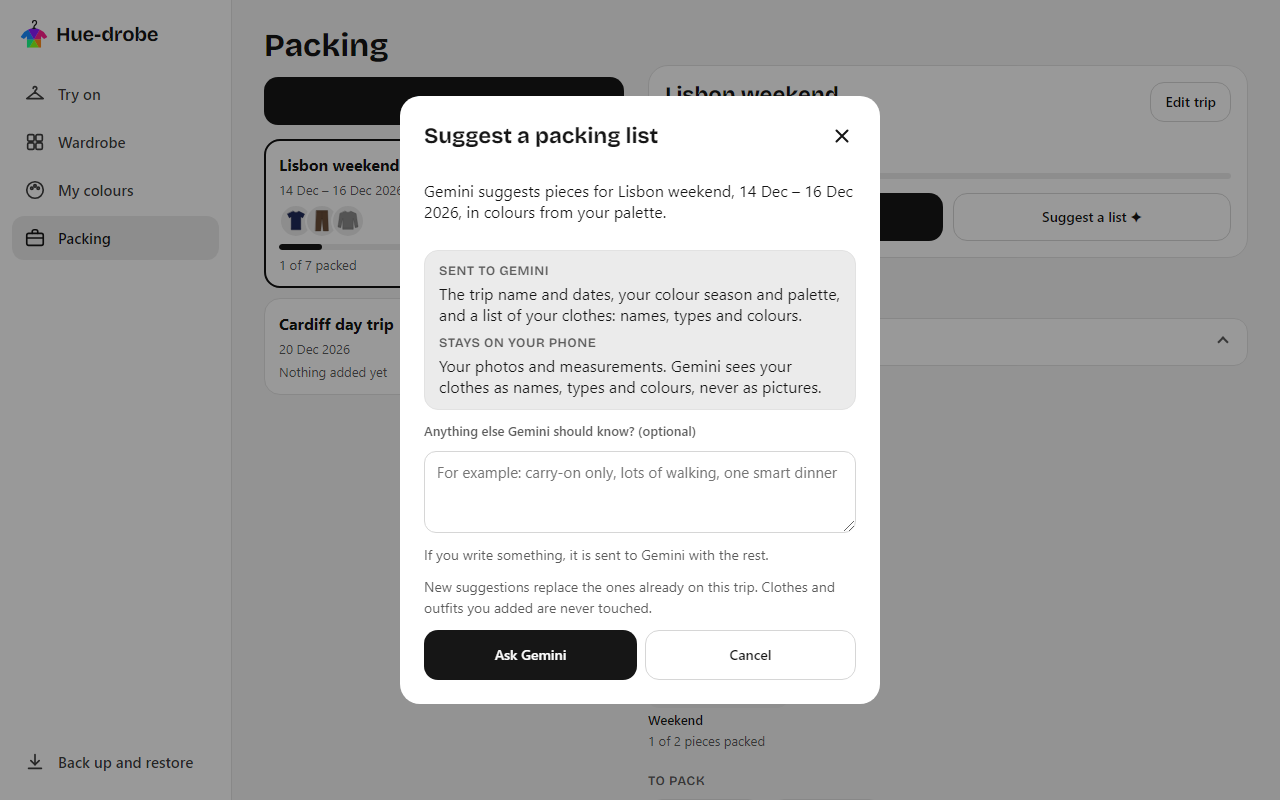 Hue-drobe
Try on
Wardrobe
My colours
Packing
Back up and restore
Packing
Lisbon weekend
14 Dec – 16 Dec 2026
1 of 7 packed
Cardiff day trip
20 Dec 2026
Nothing added yet
Lisbon weekend
Edit trip
Suggest a list ✦
Weekend
1 of 2 pieces packed
TO PACK
Suggest a packing list
Gemini suggests pieces for Lisbon weekend, 14 Dec – 16 Dec
2026, in colours from your palette.
SENT TO GEMINI
The trip name and dates, your colour season and palette,
and a list of your clothes: names, types and colours.
STAYS ON YOUR PHONE
Your photos and measurements. Gemini sees your
clothes as names, types and colours, never as pictures.
Anything else Gemini should know? (optional)
For example: carry-on only, lots of walking, one smart dinner
If you write something, it is sent to Gemini with the rest.
New suggestions replace the ones already on this trip. Clothes and
outfits you added are never touched.
Ask Gemini
Cancel